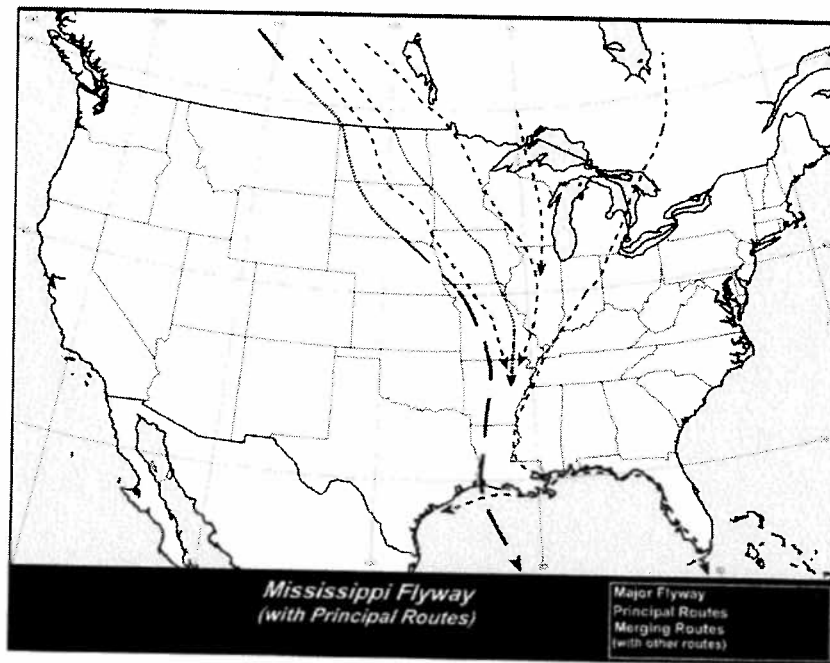 Mississippi Flyway
(with Principal Routes)
Major Flyway
Principal Routes
Merging Routes
(with other routes)